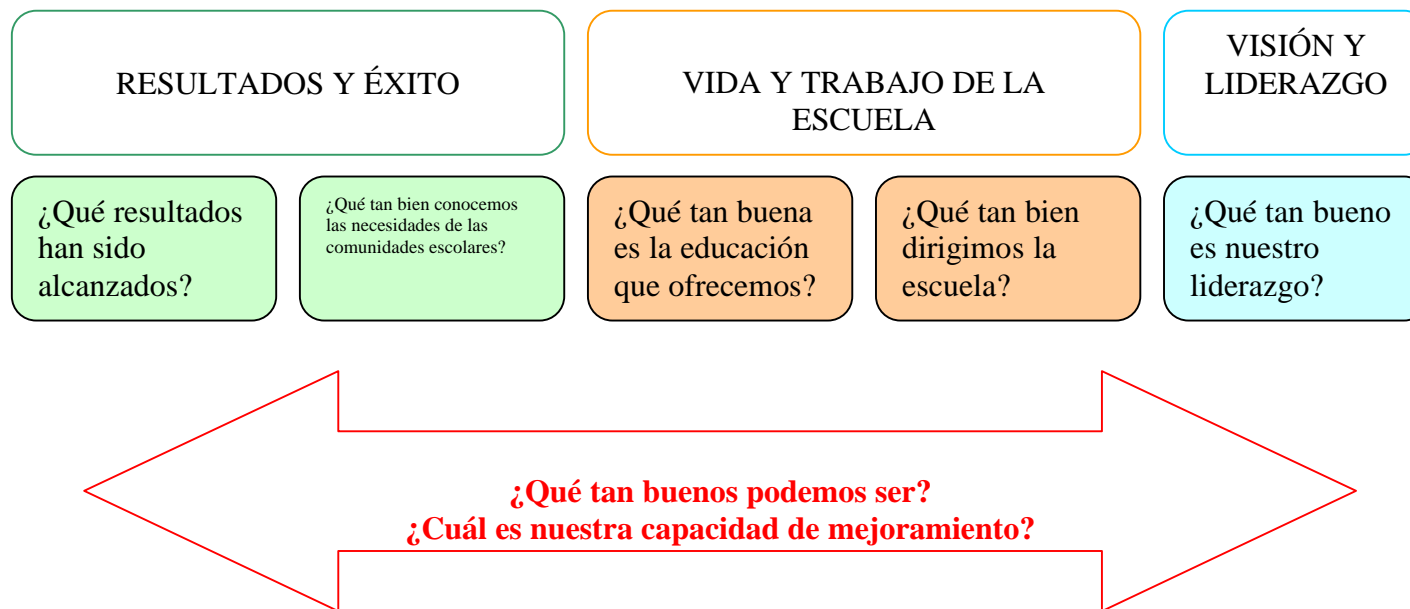 RESULTADOS Y ÉXITO
VIDA Y TRABAJO DE LA
ESCUELA
VISIÓN Y
LIDERAZGO
¿Qué resultados
han sido
alcanzados?
¿Qué tan bien conocemos
las necesidades de las
comunidades escolares?
¿Qué tan buena
es la educación
que ofrecemos?
¿Qué tan bien
dirigimos la
escuela?
¿Qué tan bueno
es nuestro
liderazgo?
¿Qué tan buenos podemos ser?
¿Cuál es nuestra capacidad de mejoramiento?